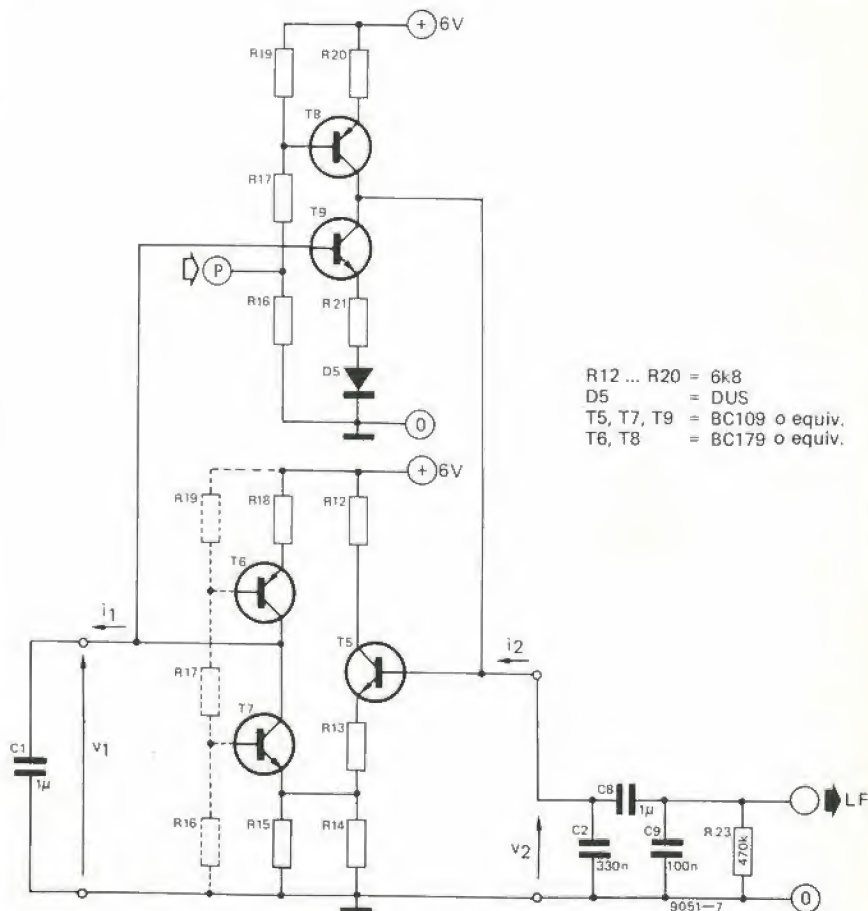 + 6V
R19
R20
T8
R17
T9
P
R16
R21
D5
0
R12 ... R20 = 6k8
D5 = DUS
T5, T7, T9 = BC109 o equiv.
T6, T8 = BC179 o equiv.
+ 6V
R19
R18
R12
T6
i1
i2
T5
R17
T7
R13
C1
1µ
v1
R16
R15
R14
C8
1µ
LF
v2
C2
330n
C9
100n
R23
470k
9051-7
0